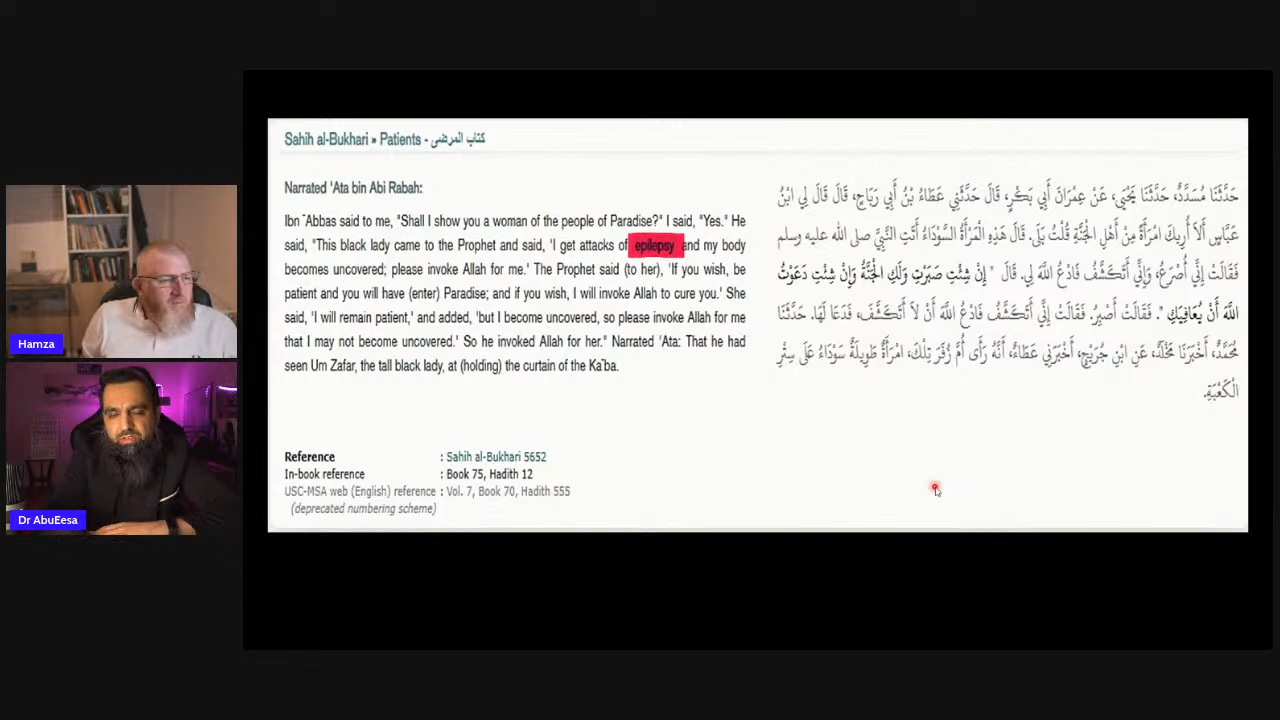 Sahih al-Bukhari » Patients - كتاب المرضى
Narrated 'Ata bin Abi Rabah:
Ibn `Abbas said to me, "Shall I show you a woman of the people of Paradise?" I said, "Yes." He
said, "This black lady came to the Prophet and said, 'I get attacks of epilepsy and my body
becomes uncovered; please invoke Allah for me.' The Prophet said (to her), 'If you wish, be
patient and you will have (enter) Paradise; and if you wish, I will invoke Allah to cure you.' She
said, 'I will remain patient,' and added, 'but I become uncovered, so please invoke Allah for me
that I may not become uncovered.' So he invoked Allah for her." Narrated 'Ata: That he had
seen Um Zafar, the tall black lady, at (holding) the curtain of the Ka`ba.
حَدَّثَنَا مُسَدَّدٌ، حَدَّثَنَا يَحْيَى، عَنْ عِمْرَانَ أَبِي بَكْرٍ، قَالَ حَدَّثَنِي عَطَاءُ بْنُ أَبِي رَبَاحٍ، قَالَ قَالَ لِي ابْنُ
عَبَّاسٍ أَلاَ أُرِيكَ امْرَأَةً مِنْ أَهْلِ الْجَنَّةِ قُلْتُ بَلَى‏.‏ قَالَ هَذِهِ الْمَرْأَةُ السَّوْدَاءُ أَتَتِ النَّبِيَّ صلى الله عليه وسلم
فَقَالَتْ إِنِّي أُصْرَعُ، وَإِنِّي أَتَكَشَّفُ فَادْعُ اللَّهَ لِي‏.‏ قَالَ " إِنْ شِئْتِ صَبَرْتِ وَلَكِ الْجَنَّةُ وَإِنْ شِئْتِ دَعَوْتُ
اللَّهَ أَنْ يُعَافِيَكِ ". فَقَالَتْ أَصْبِرُ‏.‏ فَقَالَتْ إِنِّي أَتَكَشَّفُ فَادْعُ اللَّهَ أَنْ لاَ أَتَكَشَّفَ، فَدَعَا لَهَا‏.‏ حَدَّثَنَا
مُحَمَّدٌ، أَخْبَرَنَا مَخْلَدٌ، عَنِ ابْنِ جُرَيْجٍ، أَخْبَرَنِي عَطَاءٌ، أَنَّهُ رَأَى أُمَّ زُفَرَ تِلْكَ، امْرَأَةٌ طَوِيلَةٌ سَوْدَاءُ عَلَى سِتْرِ
الْكَعْبَةِ‏.‏
Reference : Sahih al-Bukhari 5652
In-book reference : Book 75, Hadith 12
USC-MSA web (English) reference : Vol. 7, Book 70, Hadith 555
(deprecated numbering scheme)
Hamza
Dr AbuEesa